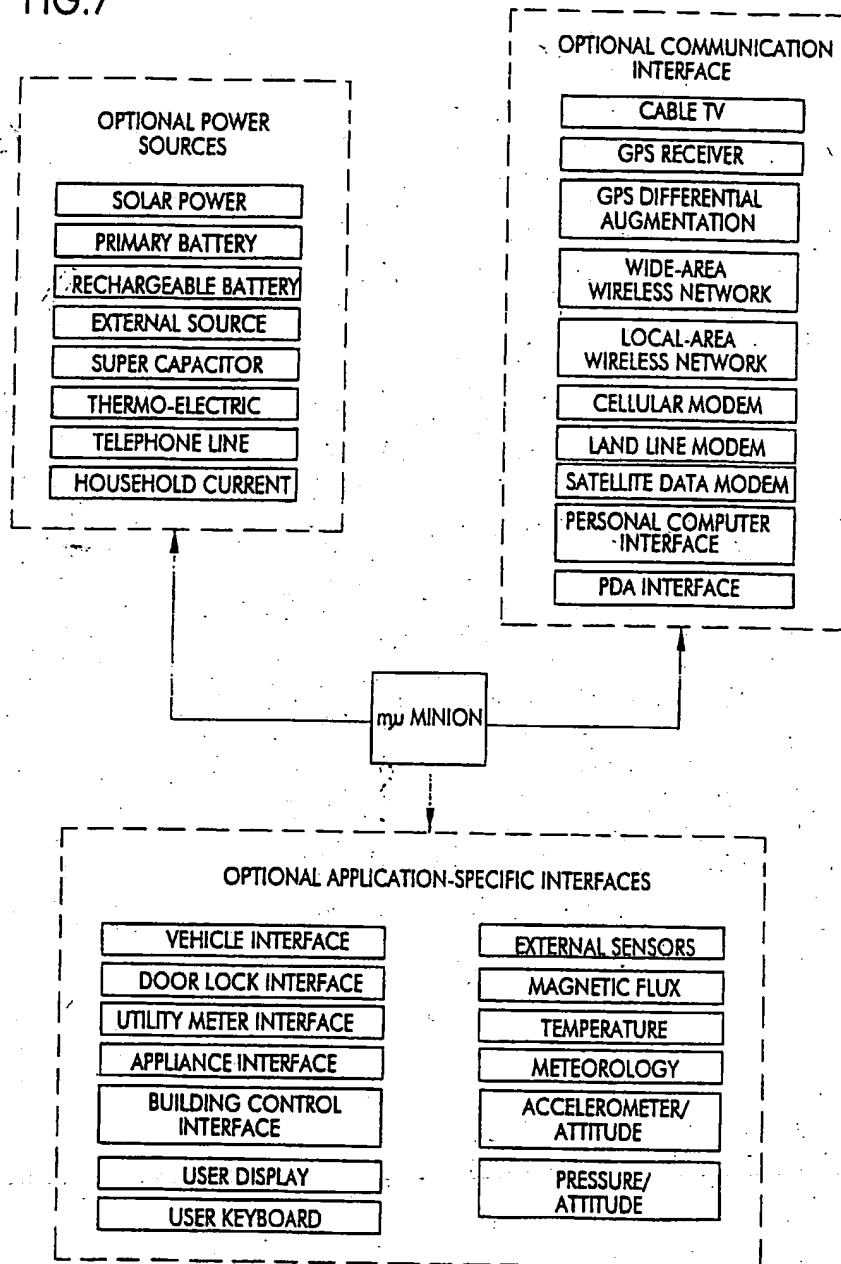 FIG.7
OPTIONAL POWER
SOURCES
SOLAR POWER
PRIMARY BATTERY
RECHARGEABLE BATTERY
EXTERNAL SOURCE
SUPER CAPACITOR
THERMO-ELECTRIC
TELEPHONE LINE
HOUSEHOLD CURRENT
OPTIONAL COMMUNICATION
INTERFACE
CABLE TV
GPS RECEIVER
GPS DIFFERENTIAL
AUGMENTATION
WIDE-AREA
WIRELESS NETWORK
LOCAL-AREA
WIRELESS NETWORK
CELLULAR MODEM
LAND LINE MODEM
SATELLITE DATA MODEM
PERSONAL COMPUTER
INTERFACE
PDA INTERFACE
mμ MINION
OPTIONAL APPLICATION-SPECIFIC INTERFACES
VEHICLE INTERFACE
DOOR LOCK INTERFACE
UTILITY METER INTERFACE
APPLIANCE INTERFACE
BUILDING CONTROL
INTERFACE
USER DISPLAY
USER KEYBOARD
EXTERNAL SENSORS
MAGNETIC FLUX
TEMPERATURE
METEOROLOGY
ACCELEROMETER/
ATTITUDE
PRESSURE/
ATTITUDE